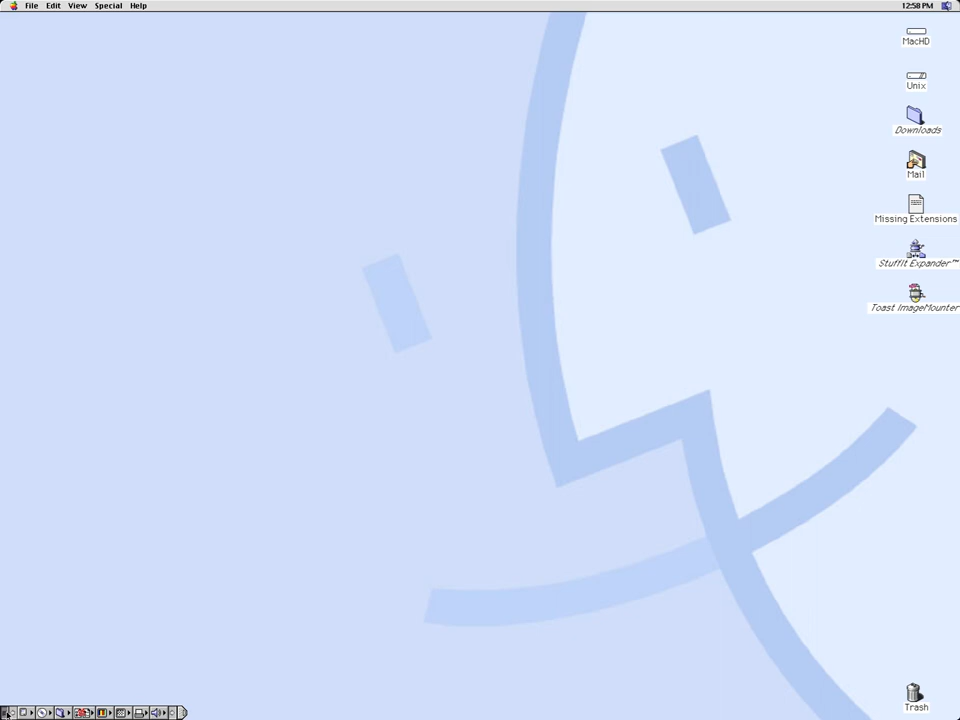 File Edit View Special Help 12:58 PM
MacHD
Unix
Downloads
Mail
Missing Extensions
StuffIt Expander™
Toast ImageMounter
Trash